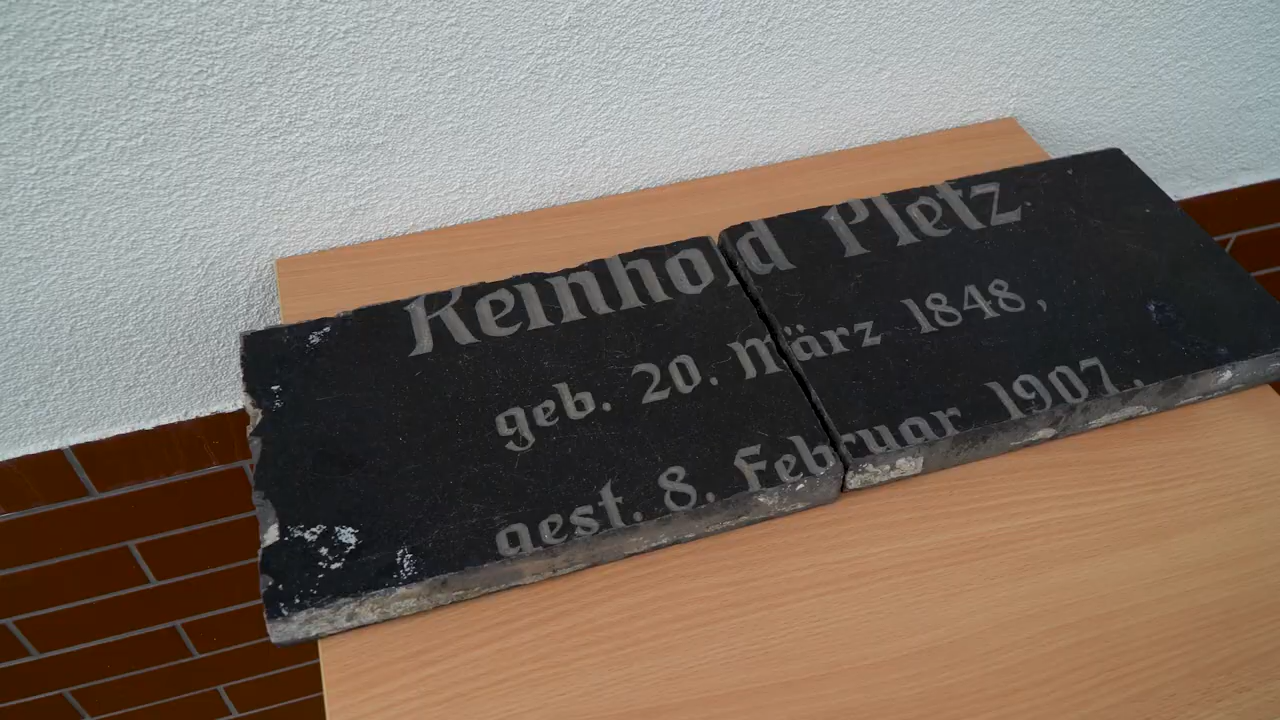 Reinhold Pletz
geb. 20. März 1848,
gest. 8. Februar 1907.